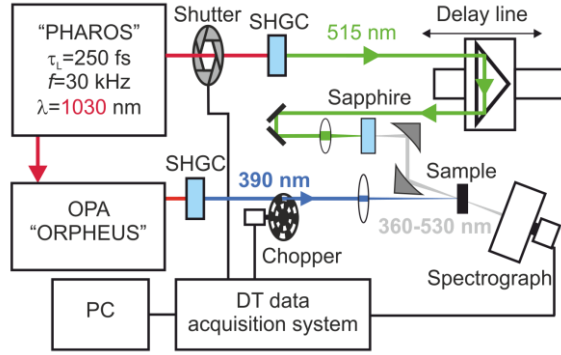 "PHAROS"
τL=250 fs
f=30 kHz
λ=1030 nm
Shutter
SHGC
515 nm
Delay line
Sapphire
SHGC
390 nm
Sample
OPA
"ORPHEUS"
360-530 nm
Chopper
Spectrograph
PC
DT data
acquisition system